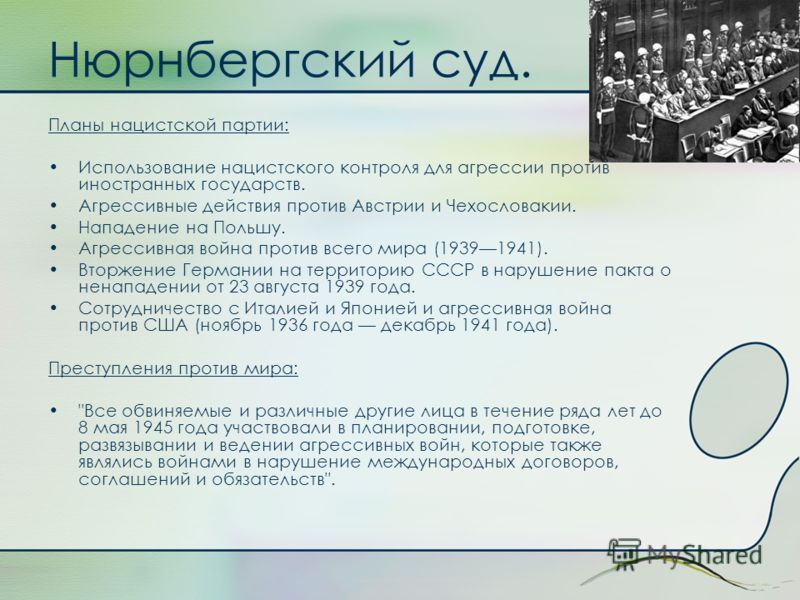 Нюрнбергский суд.
Планы нацистской партии:
• Использование нацистского контроля для агрессии против
иностранных государств.
• Агрессивные действия против Австрии и Чехословакии.
• Нападение на Польшу.
• Агрессивная война против всего мира (1939—1941).
• Вторжение Германии на территорию СССР в нарушение пакта о
ненападении от 23 августа 1939 года.
• Сотрудничество с Италией и Японией и агрессивная война
против США (ноябрь 1936 года — декабрь 1941 года).
Преступления против мира:
• "Все обвиняемые и различные другие лица в течение ряда лет до
8 мая 1945 года участвовали в планировании, подготовке,
развязывании и ведении агрессивных войн, которые также
являлись войнами в нарушение международных договоров,
соглашений и обязательств".
MyShared